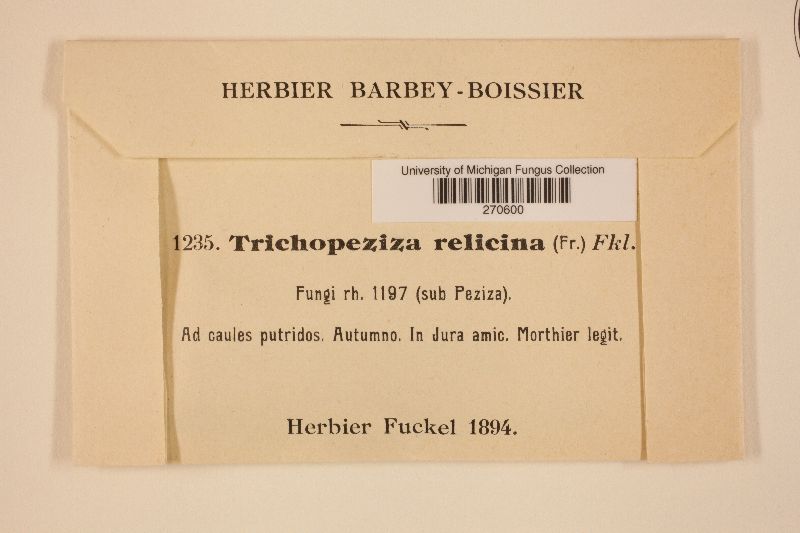 HERBIER BARBEY-BOISSIER
University of Michigan Fungus Collection
270600
1235. Trichopeziza relicina (Fr.) Fkl.
Fungi rh. 1197 (sub Peziza).
Ad caules putridos. Autumno. In Jura amic. Morthier legit.
Herbier Fuckel 1894.